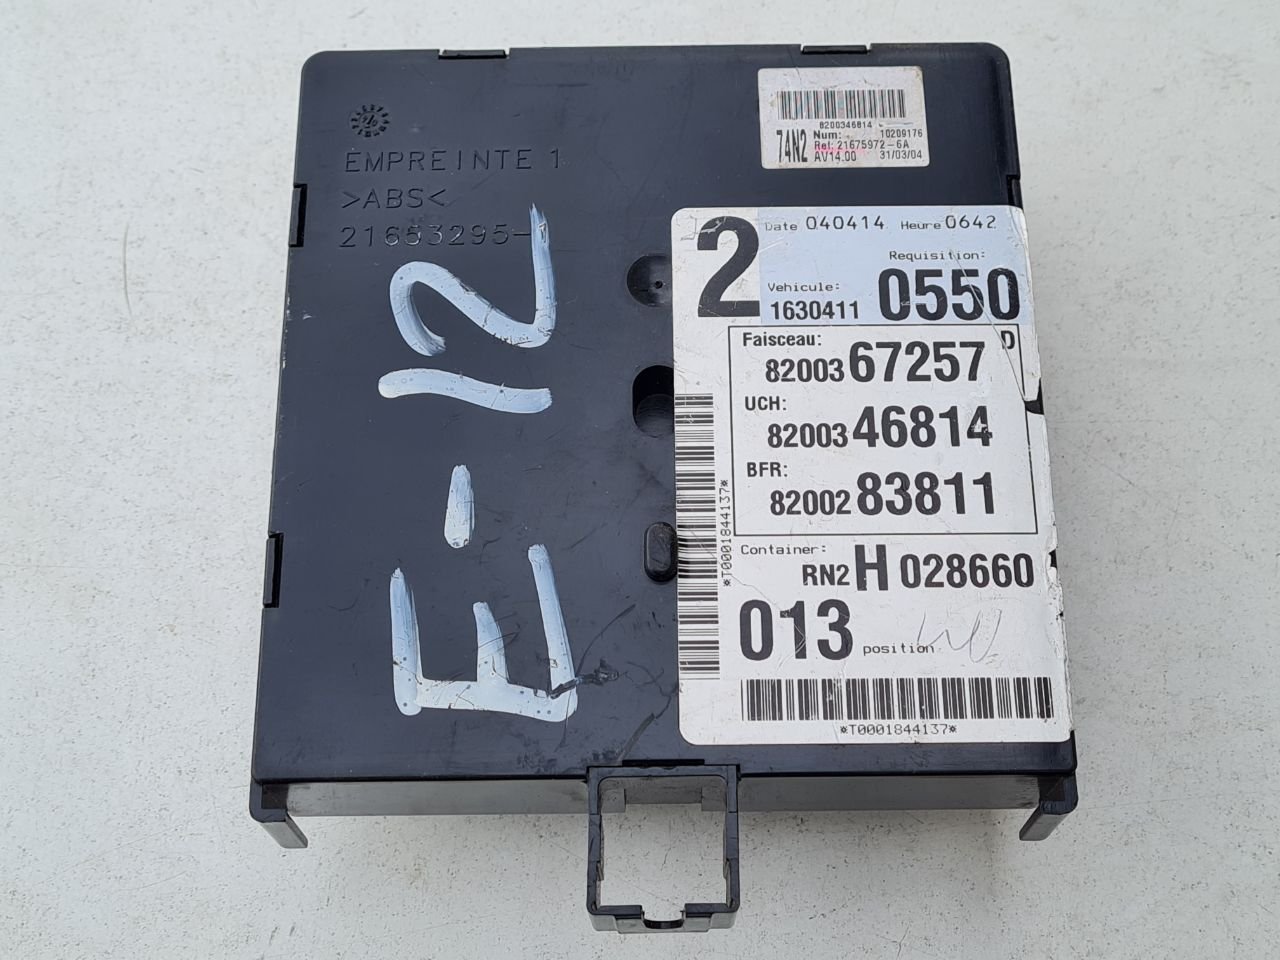 EMPREINTE 1
>ABS<
21653295-
E-12
8200346814
74N2
Num: 10209176
Ref: 21675972-6A
AV14.00 31/03/04
2
Date 040414 Heure 0642
Requisition:
Vehicule:
1630411 0550
Faisceau: D
8200367257
UCH:
8200346814
BFR:
8200283811
Container:
RN2 H 028660
013 position
*T0001844137*
*T0001844137*